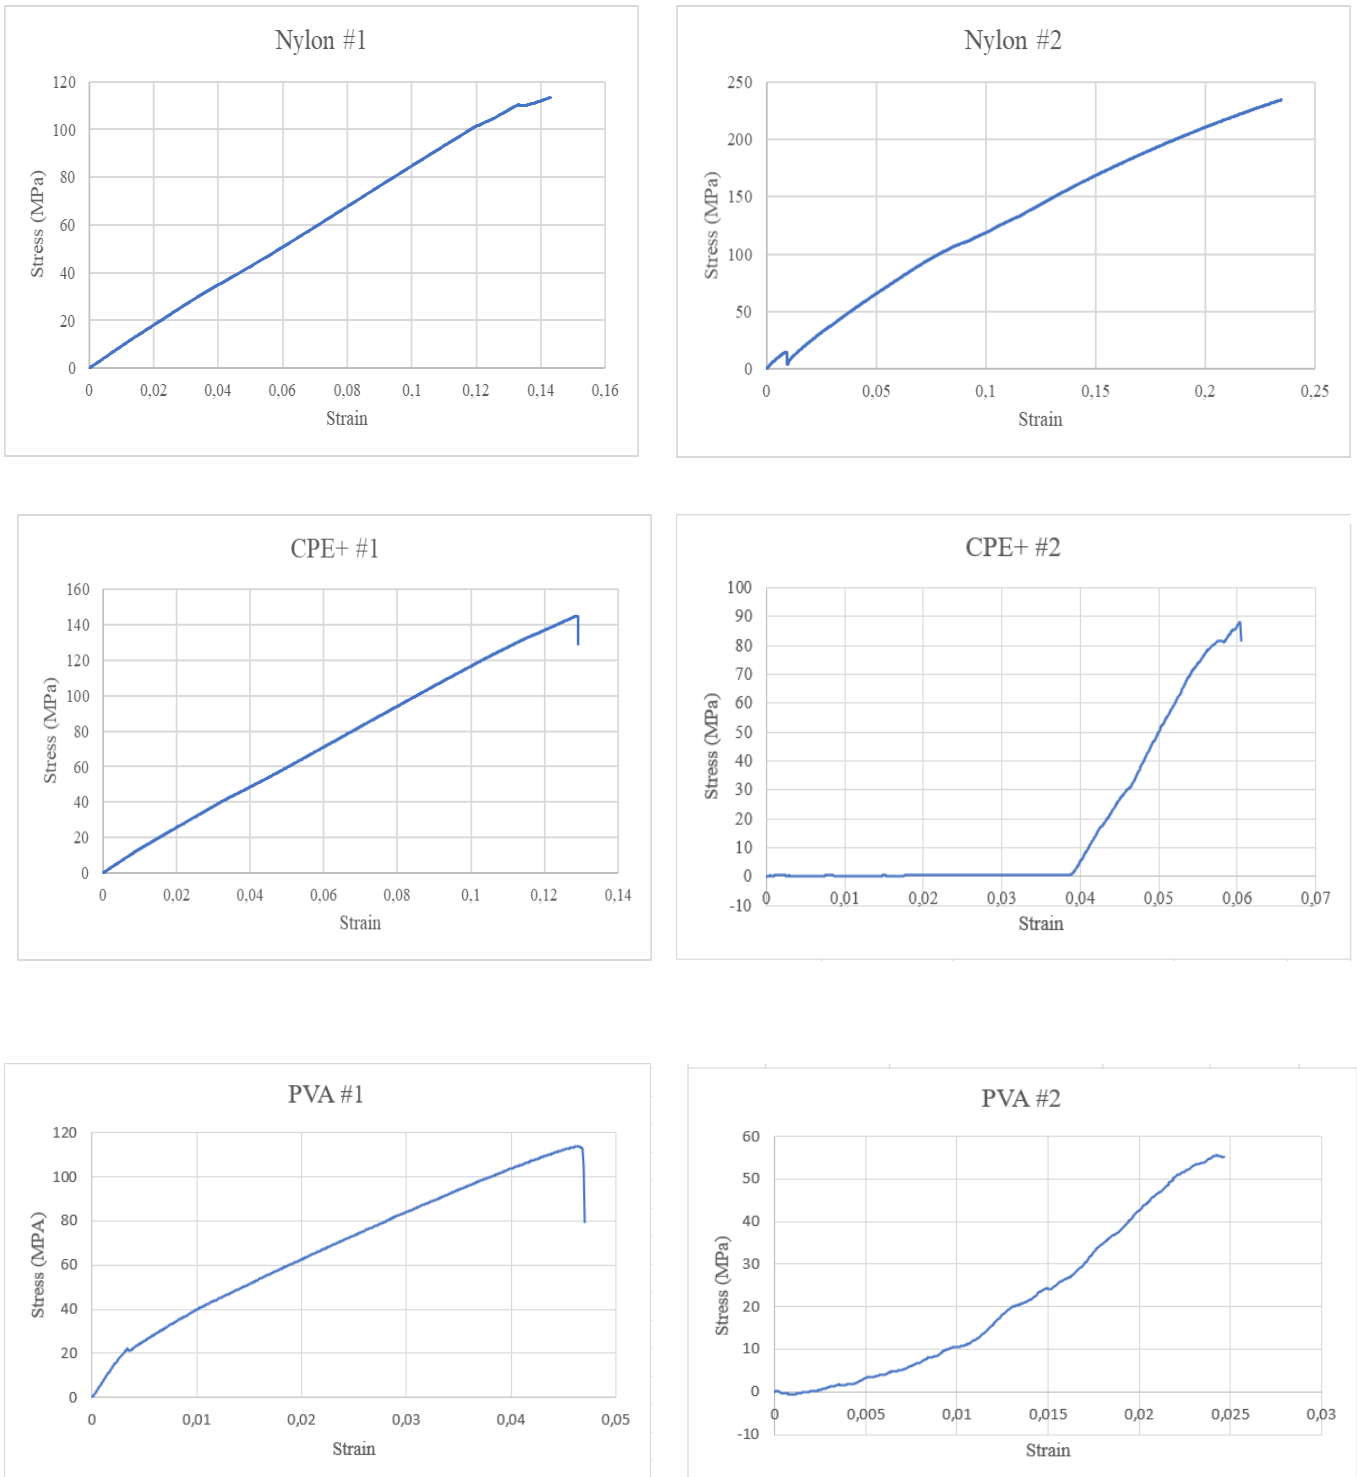 Nylon #1
Stress (MPa)
120
100
80
60
40
20
0
0 0,02 0,04 0,06 0,08 0,1 0,12 0,14 0,16
Strain
Nylon #2
Stress (MPa)
250
200
150
100
50
0
0 0,05 0,1 0,15 0,2 0,25
Strain
CPE+ #1
Stress (MPa)
160
140
120
100
80
60
40
20
0
0 0,02 0,04 0,06 0,08 0,1 0,12 0,14
Strain
CPE+ #2
Stress (MPa)
100
90
80
70
60
50
40
30
20
10
0
-10
0 0,01 0,02 0,03 0,04 0,05 0,06 0,07
Strain
PVA #1
Stress (MPA)
120
100
80
60
40
20
0
0 0,01 0,02 0,03 0,04 0,05
Strain
PVA #2
Stress (MPa)
60
50
40
30
20
10
0
-10
0 0,005 0,01 0,015 0,02 0,025 0,03
Strain